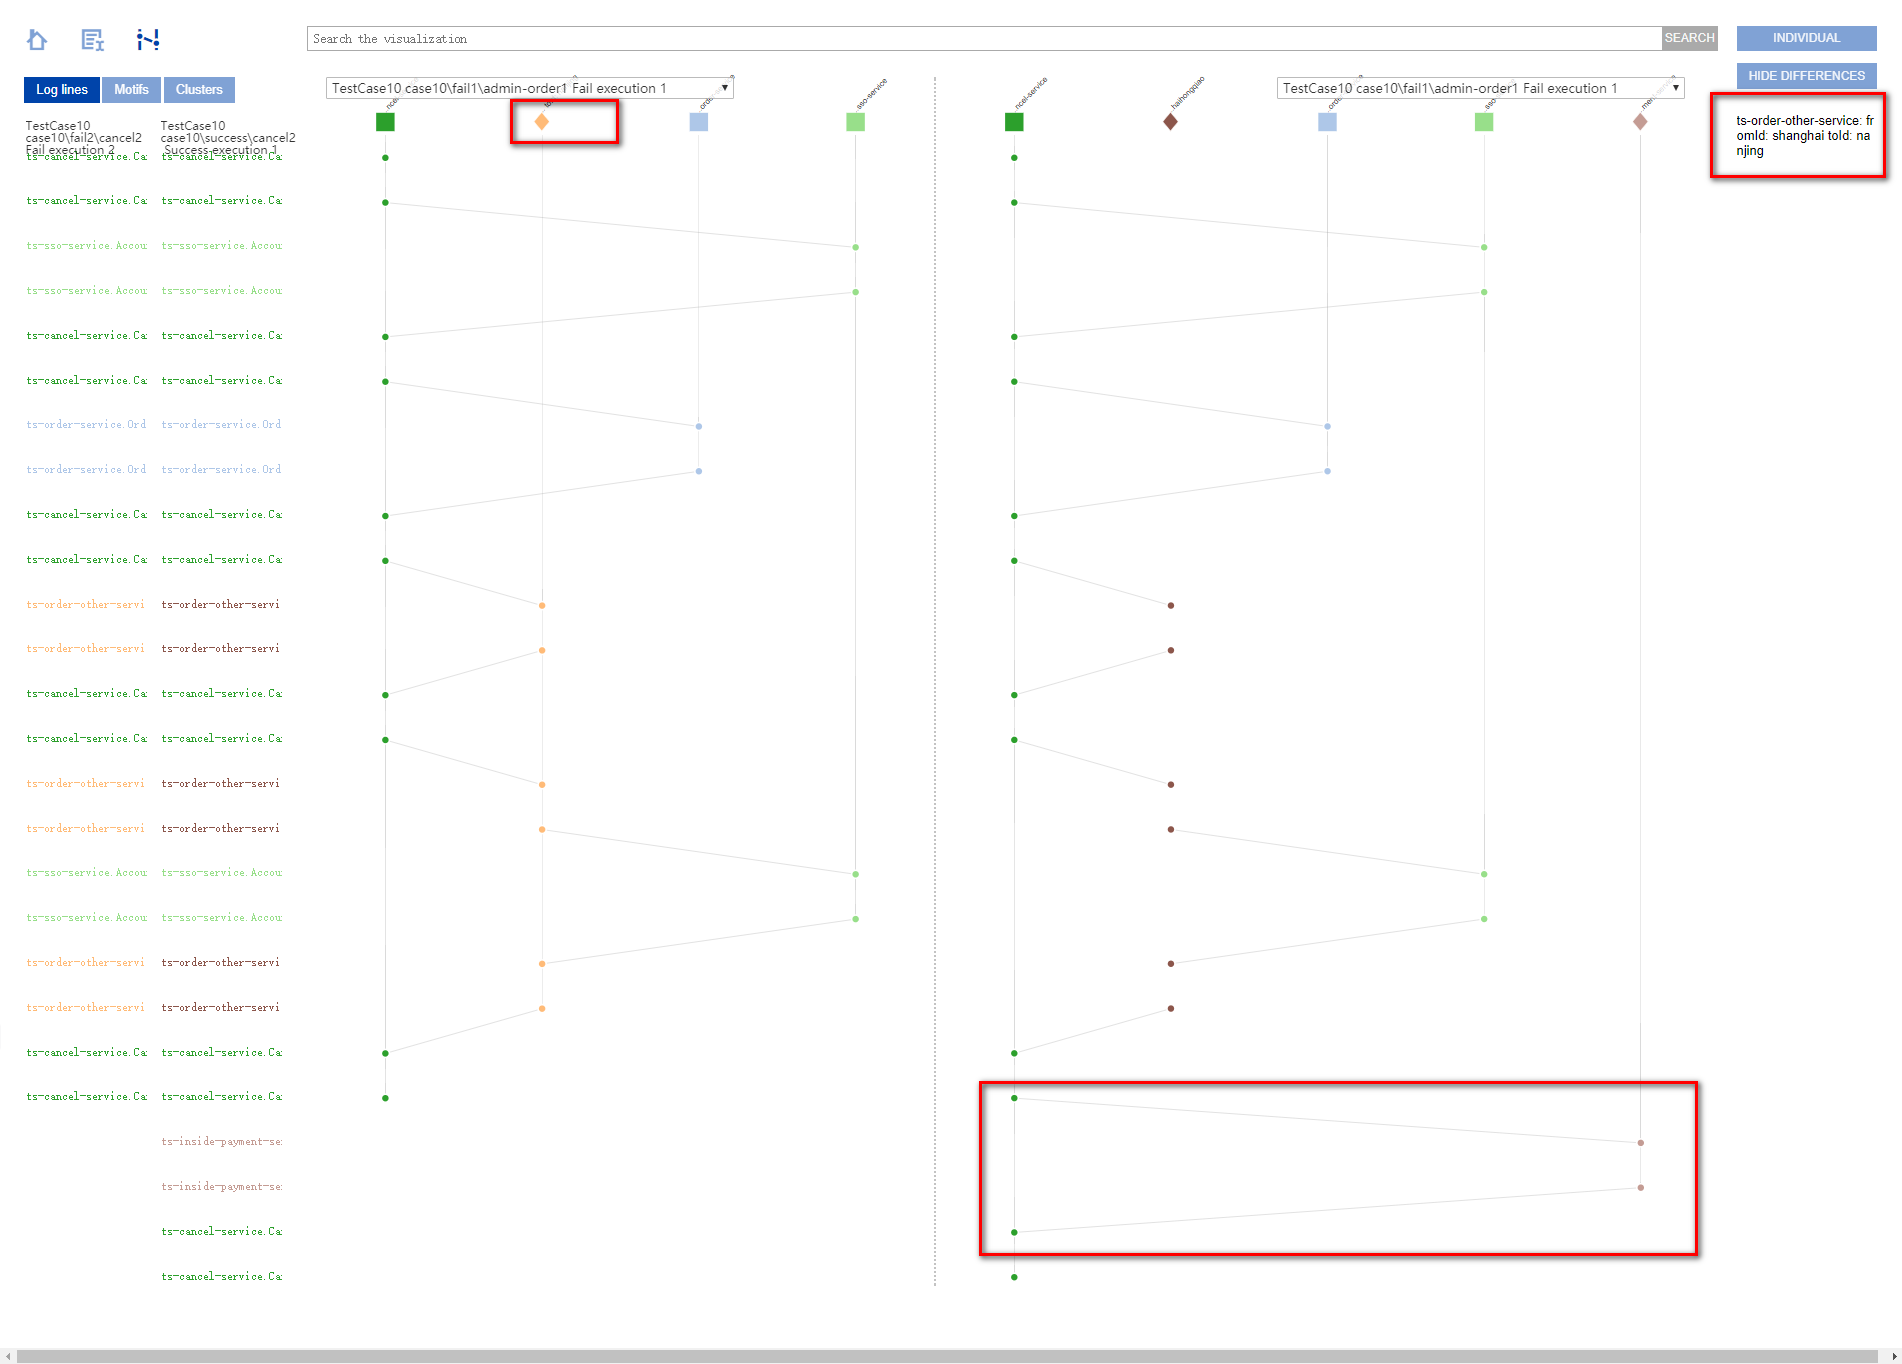 Search the visualization
SEARCH
INDIVIDUAL
HIDE DIFFERENCES
Log lines
Motifs
Clusters
TestCase10 case10\fail1\admin-order1 Fail execution 1
TestCase10 case10\fail1\admin-order1 Fail execution 1
sso-service
ncel-service
haihongqiao
ts-order-other-service: fr
omId: shanghai toId: na
njing
TestCase10
case10\fail2\cancel2
Fail execution 2
TestCase10
case10\success\cancel2
Success execution 1
ts-cancel-service.Ca ts-cancel-service.Ca
ts-cancel-service.Ca ts-cancel-service.Ca
ts-sso-service.Accou ts-sso-service.Accou
ts-sso-service.Accou ts-sso-service.Accou
ts-cancel-service.Ca ts-cancel-service.Ca
ts-cancel-service.Ca ts-cancel-service.Ca
ts-order-service.Ord ts-order-service.Ord
ts-order-service.Ord ts-order-service.Ord
ts-cancel-service.Ca ts-cancel-service.Ca
ts-cancel-service.Ca ts-cancel-service.Ca
ts-order-other-servi ts-order-other-servi
ts-order-other-servi ts-order-other-servi
ts-cancel-service.Ca ts-cancel-service.Ca
ts-cancel-service.Ca ts-cancel-service.Ca
ts-order-other-servi ts-order-other-servi
ts-order-other-servi ts-order-other-servi
ts-sso-service.Accou ts-sso-service.Accou
ts-sso-service.Accou ts-sso-service.Accou
ts-order-other-servi ts-order-other-servi
ts-order-other-servi ts-order-other-servi
ts-cancel-service.Ca ts-cancel-service.Ca
ts-cancel-service.Ca ts-cancel-service.Ca
ts-inside-payment-se
ts-inside-payment-se
ts-cancel-service.Ca
ts-cancel-service.Ca